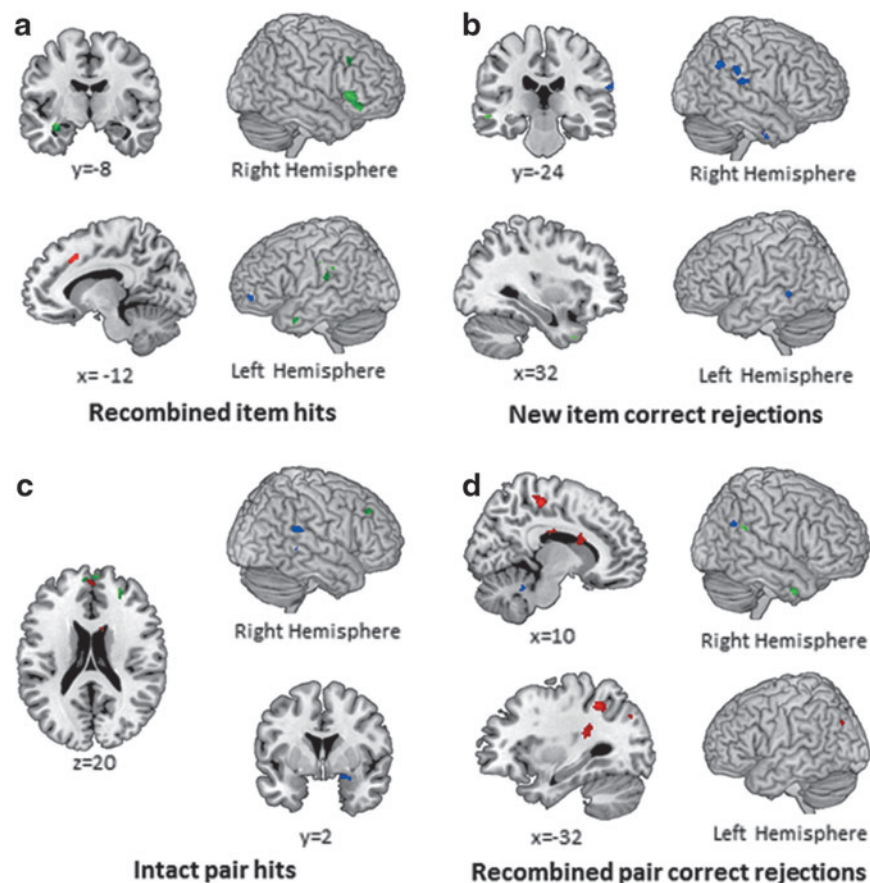 a
y=-8
Right Hemisphere
x= -12
Left Hemisphere
Recombined item hits
b
y=-24
Right Hemisphere
x=32
Left Hemisphere
New item correct rejections
c
Right Hemisphere
z=20
y=2
Intact pair hits
d
x=10
Right Hemisphere
x=-32
Left Hemisphere
Recombined pair correct rejections